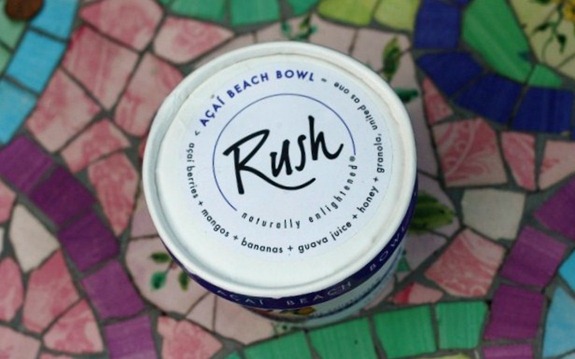 < AÇAÍ BEACH BOWL =
açaí berries + mangos + bananas + guava juice + honey + granola, united as one
Rush
naturally enlightened®
AÇAÍ BEACH BOWL